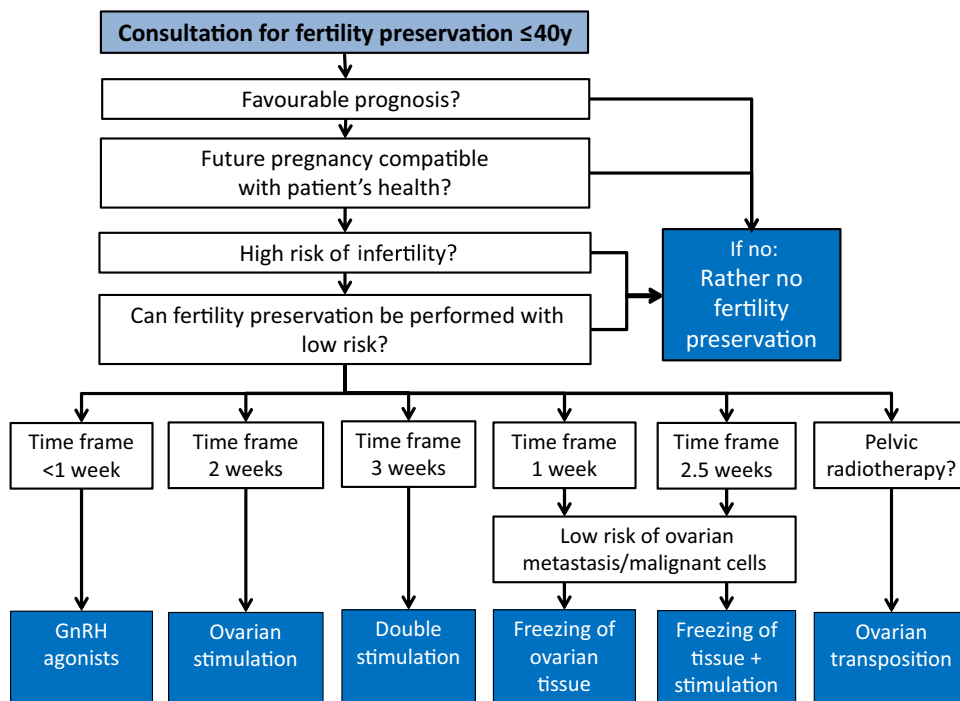 Consultation for fertility preservation ≤40y
Favourable prognosis?
Future pregnancy compatible
with patient's health?
High risk of infertility?
Can fertility preservation be performed with
low risk?
If no:
Rather no
fertility
preservation
Time frame
<1 week
Time frame
2 weeks
Time frame
3 weeks
Time frame
1 week
Time frame
2.5 weeks
Pelvic
radiotherapy?
Low risk of ovarian
metastasis/malignant cells
GnRH
agonists
Ovarian
stimulation
Double
stimulation
Freezing of
ovarian
tissue
Freezing of
tissue +
stimulation
Ovarian
transposition